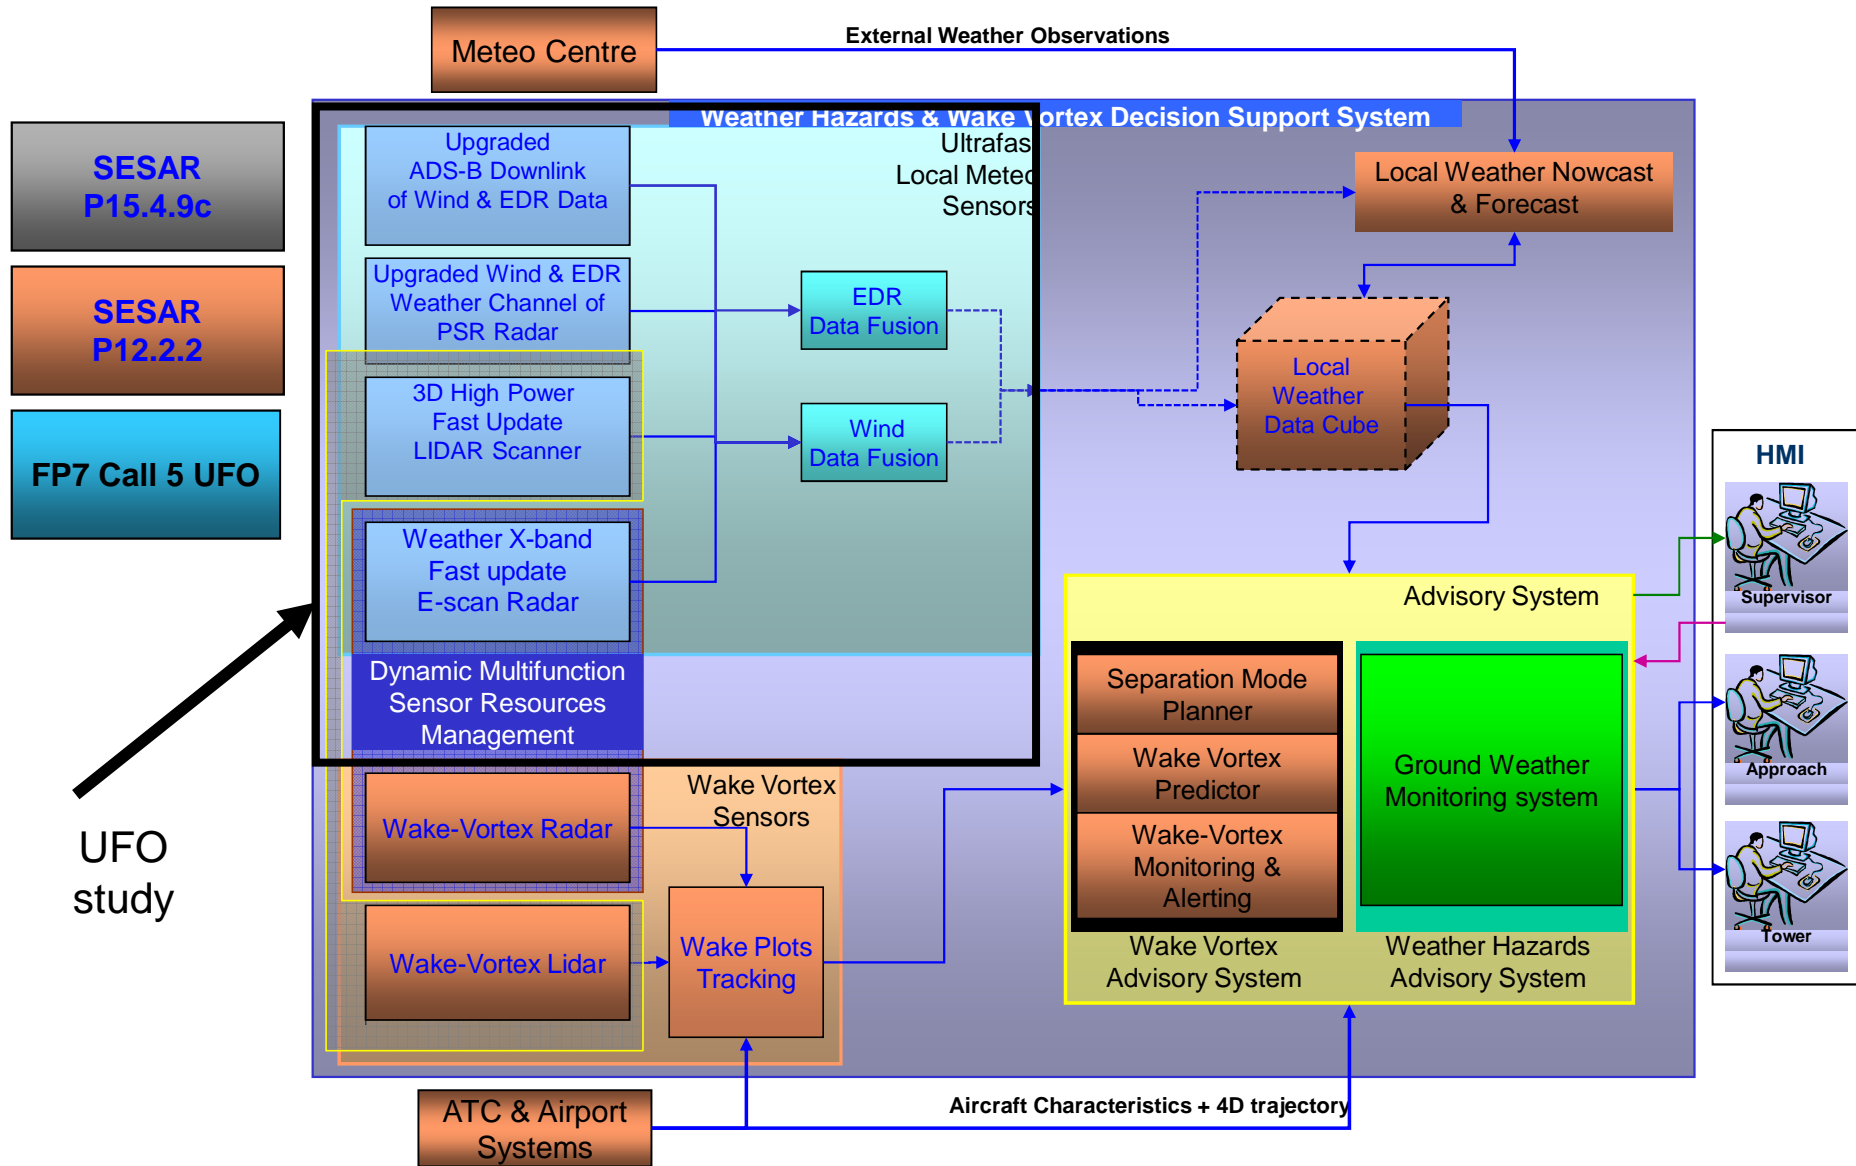 Meteo Centre
External Weather Observations
SESAR
P15.4.9c
SESAR
P12.2.2
FP7 Call 5 UFO
UFO
study
Weather Hazards & Wake Vortex Decision Support System
Upgraded
ADS-B Downlink
of Wind & EDR Data
Ultrafas
Local Meteo
Sensors
Upgraded Wind & EDR
Weather Channel of
PSR Radar
3D High Power
Fast Update
LIDAR Scanner
Weather X-band
Fast update
E-scan Radar
Dynamic Multifunction
Sensor Resources
Management
EDR
Data Fusion
Wind
Data Fusion
Local Weather Nowcast
& Forecast
Local
Weather
Data Cube
Wake Vortex
Sensors
Wake-Vortex Radar
Wake-Vortex Lidar
Wake Plots
Tracking
Advisory System
Separation Mode
Planner
Wake Vortex
Predictor
Wake-Vortex
Monitoring &
Alerting
Wake Vortex
Advisory System
Ground Weather
Monitoring system
Weather Hazards
Advisory System
HMI
Supervisor
Approach
Tower
ATC & Airport
Systems
Aircraft Characteristics + 4D trajectory